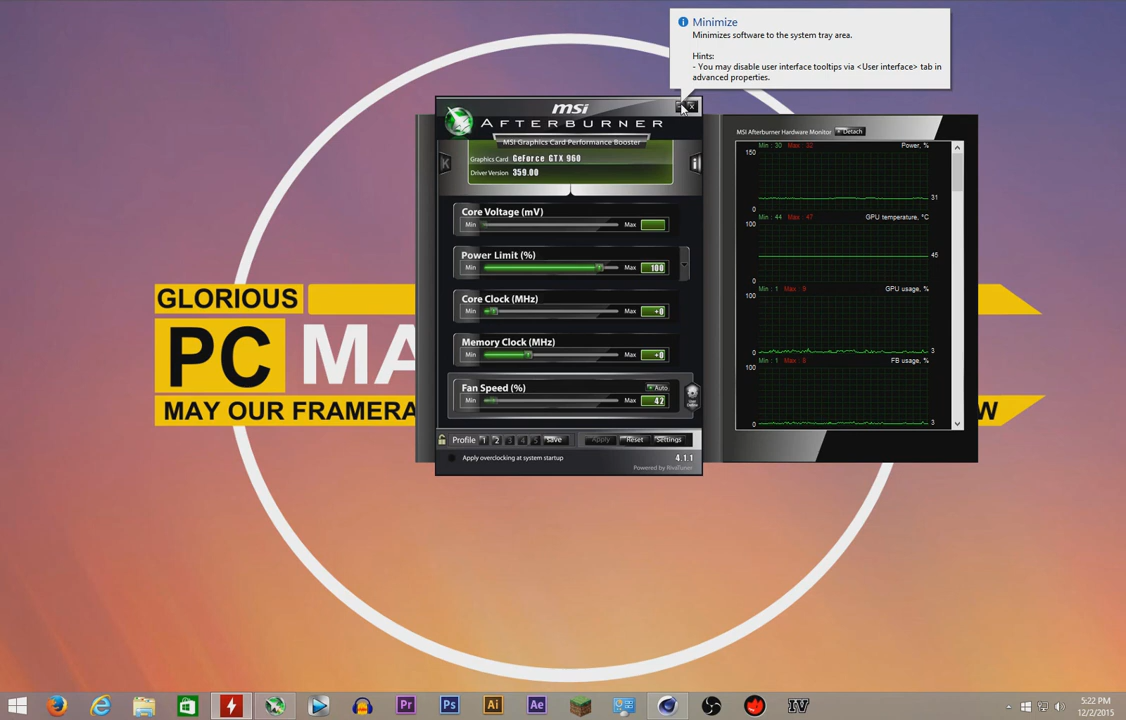 Minimize
Minimizes software to the system tray area.
Hints:
- You may disable user interface tooltips via <User interface> tab in
advanced properties.
msi
AFTERBURNER
x
MSI Graphics Card Performance Booster
K
i
Graphics Card GeForce GTX 960
Driver Version 359.00
Core Voltage (mV)
Min Max
Power Limit (%)
Min Max 100
Core Clock (MHz)
Min Max +0
Memory Clock (MHz)
Min Max +0
Fan Speed (%) Auto
Min Max 42
User Define
Profile 1 2 3 4 5 Save Apply Reset Settings
Apply overclocking at system startup 4.1.1
Powered by RivaTuner
MSI Afterburner Hardware Monitor Detach
Min : 30 Max : 32 Power, %
150
31
0
Min : 44 Max : 47 GPU temperature, °C
100
45
0
Min : 1 Max : 9 GPU usage, %
100
3
0
Min : 1 Max : 8 FB usage, %
100
3
0
GLORIOUS
PC MA
MAY OUR FRAMERA W
Pr Ps Ai Ae IV
5:22 PM
12/2/2015